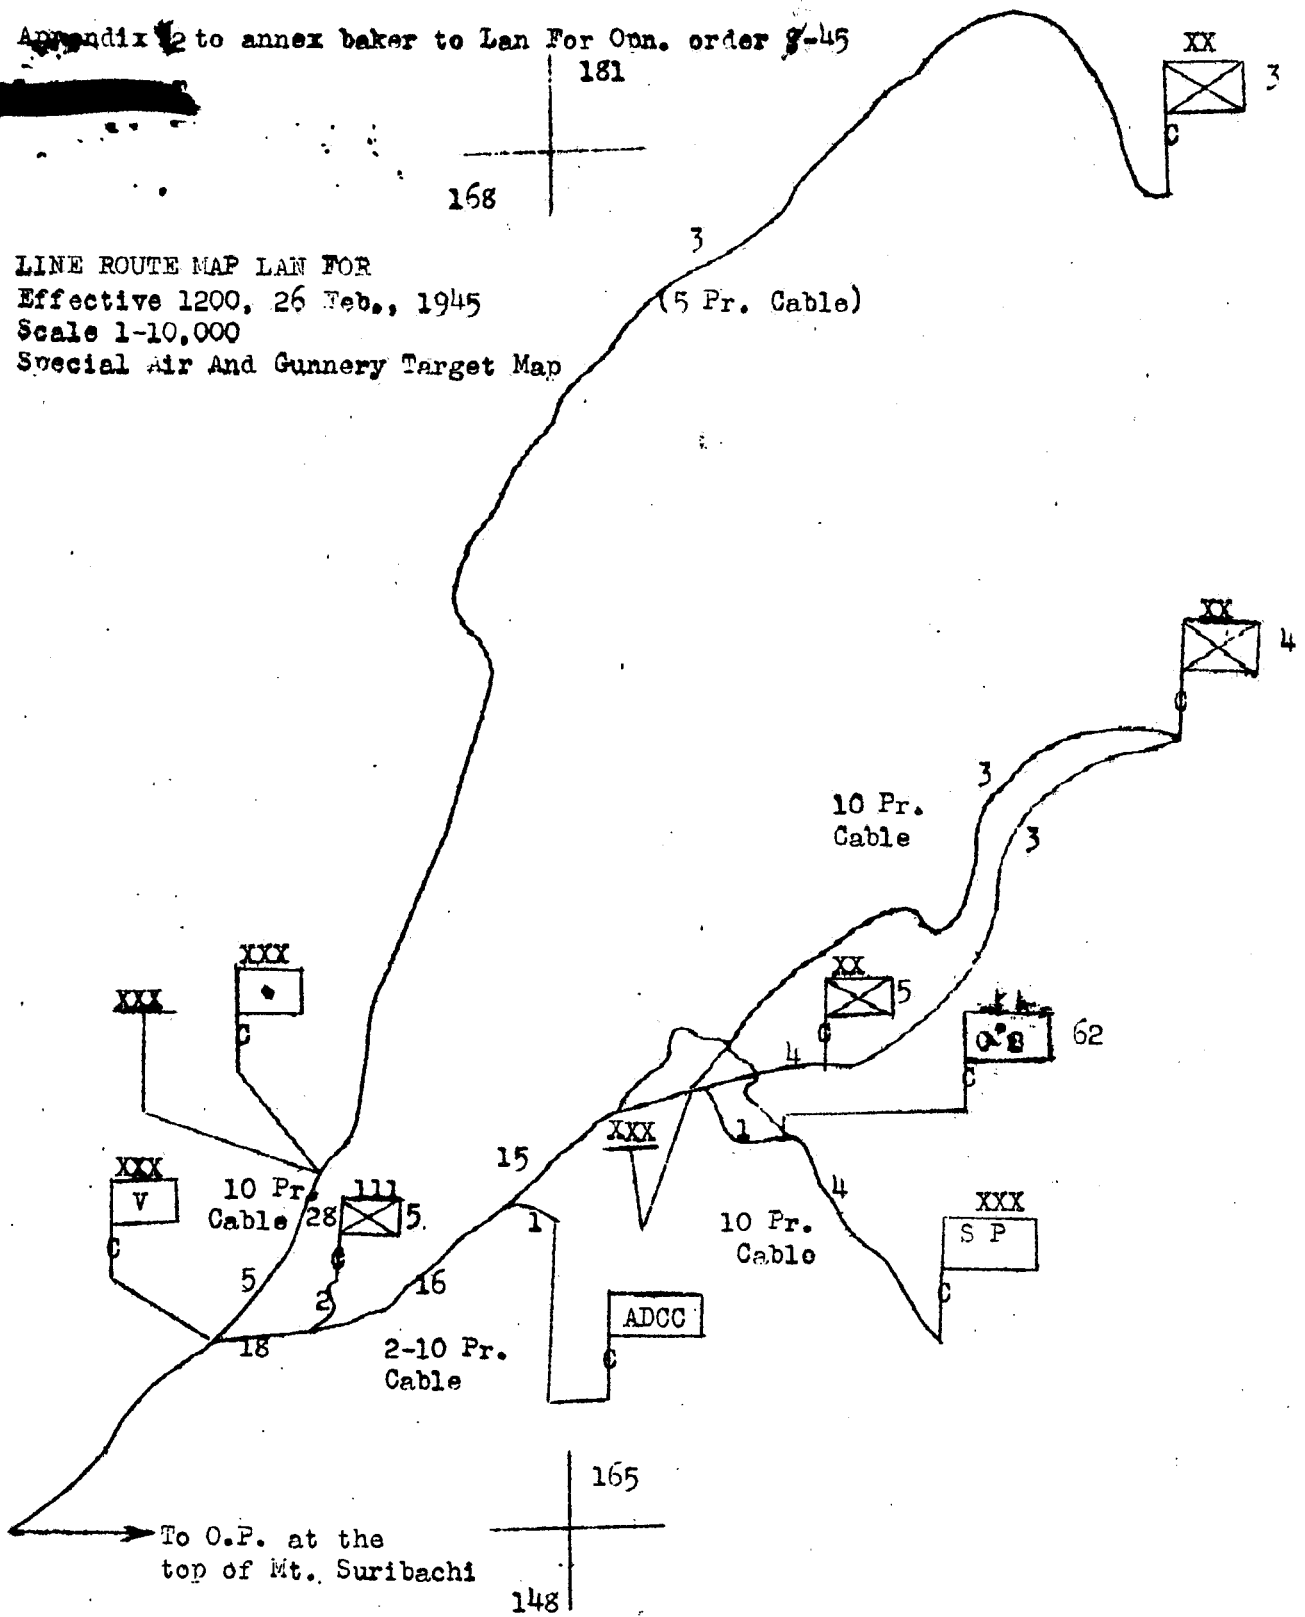 Appendix 2 to annex baker to Lan For Opn. order 8-45
181
168
LINE ROUTE MAP LAN FOR
Effective 1200, 26 Feb., 1945
Scale 1-10,000
Special Air And Gunnery Target Map
XX
3
C
3
(5 Pr. Cable)
XX
4
C
3
10 Pr.
Cable
3
XXX
C
XXX
XX
5
C
4
62
C
XXX
V
C
10 Pr.
Cable
28
111
5
C
15
XXX
1
1
4
10 Pr.
Cable
XXX
S P
C
5
2
16
18
2-10 Pr.
Cable
ADCC
C
165
148
To O.P. at the
top of Mt. Suribachi